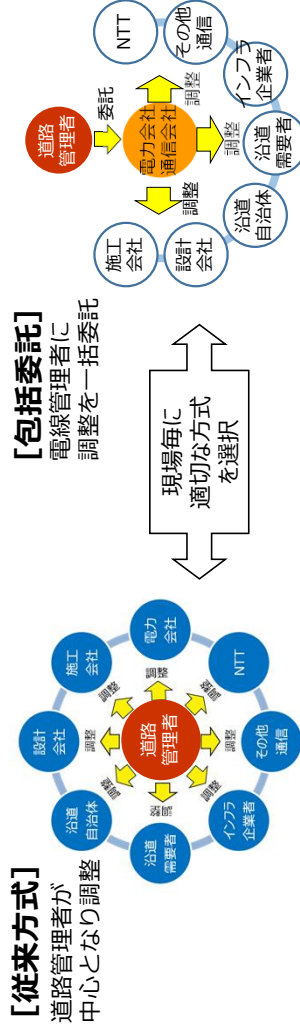 [従来方式]
道路管理者が
中心となり調整
設計
会社
施工
会社
電力
会社
NTT
その他
通信
インフラ
企業者
沿道
需要者
沿道
自治体
道路
管理者
調整
調整
調整
調整
調整
調整
調整
調整
現場毎に
適切な方式
を選択
[包括委託]
電線管理者に
調整を一括委託
道路
管理者
委託
電力会社
通信会社
調整
調整
調整
施工
会社
設計
会社
沿道
自治体
沿道
需要者
インフラ
企業者
その他
通信
NTT